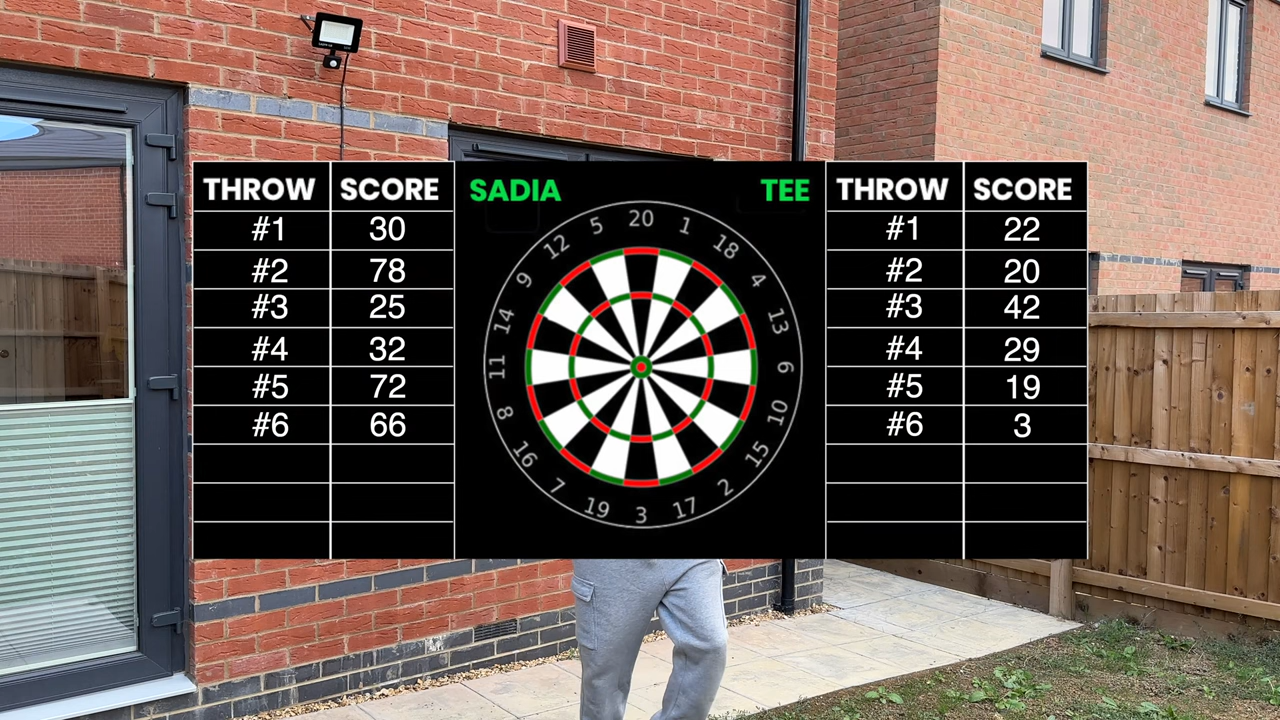 THROW SCORE SADIA TEE THROW SCORE
#1 30 #1 22
#2 78 #2 20
#3 25 #3 42
#4 32 #4 29
#5 72 #5 19
#6 66 #6 3
20 1 18 4 13 6 10 15 2 17 3 19 7 16 8 11 14 9 12 5